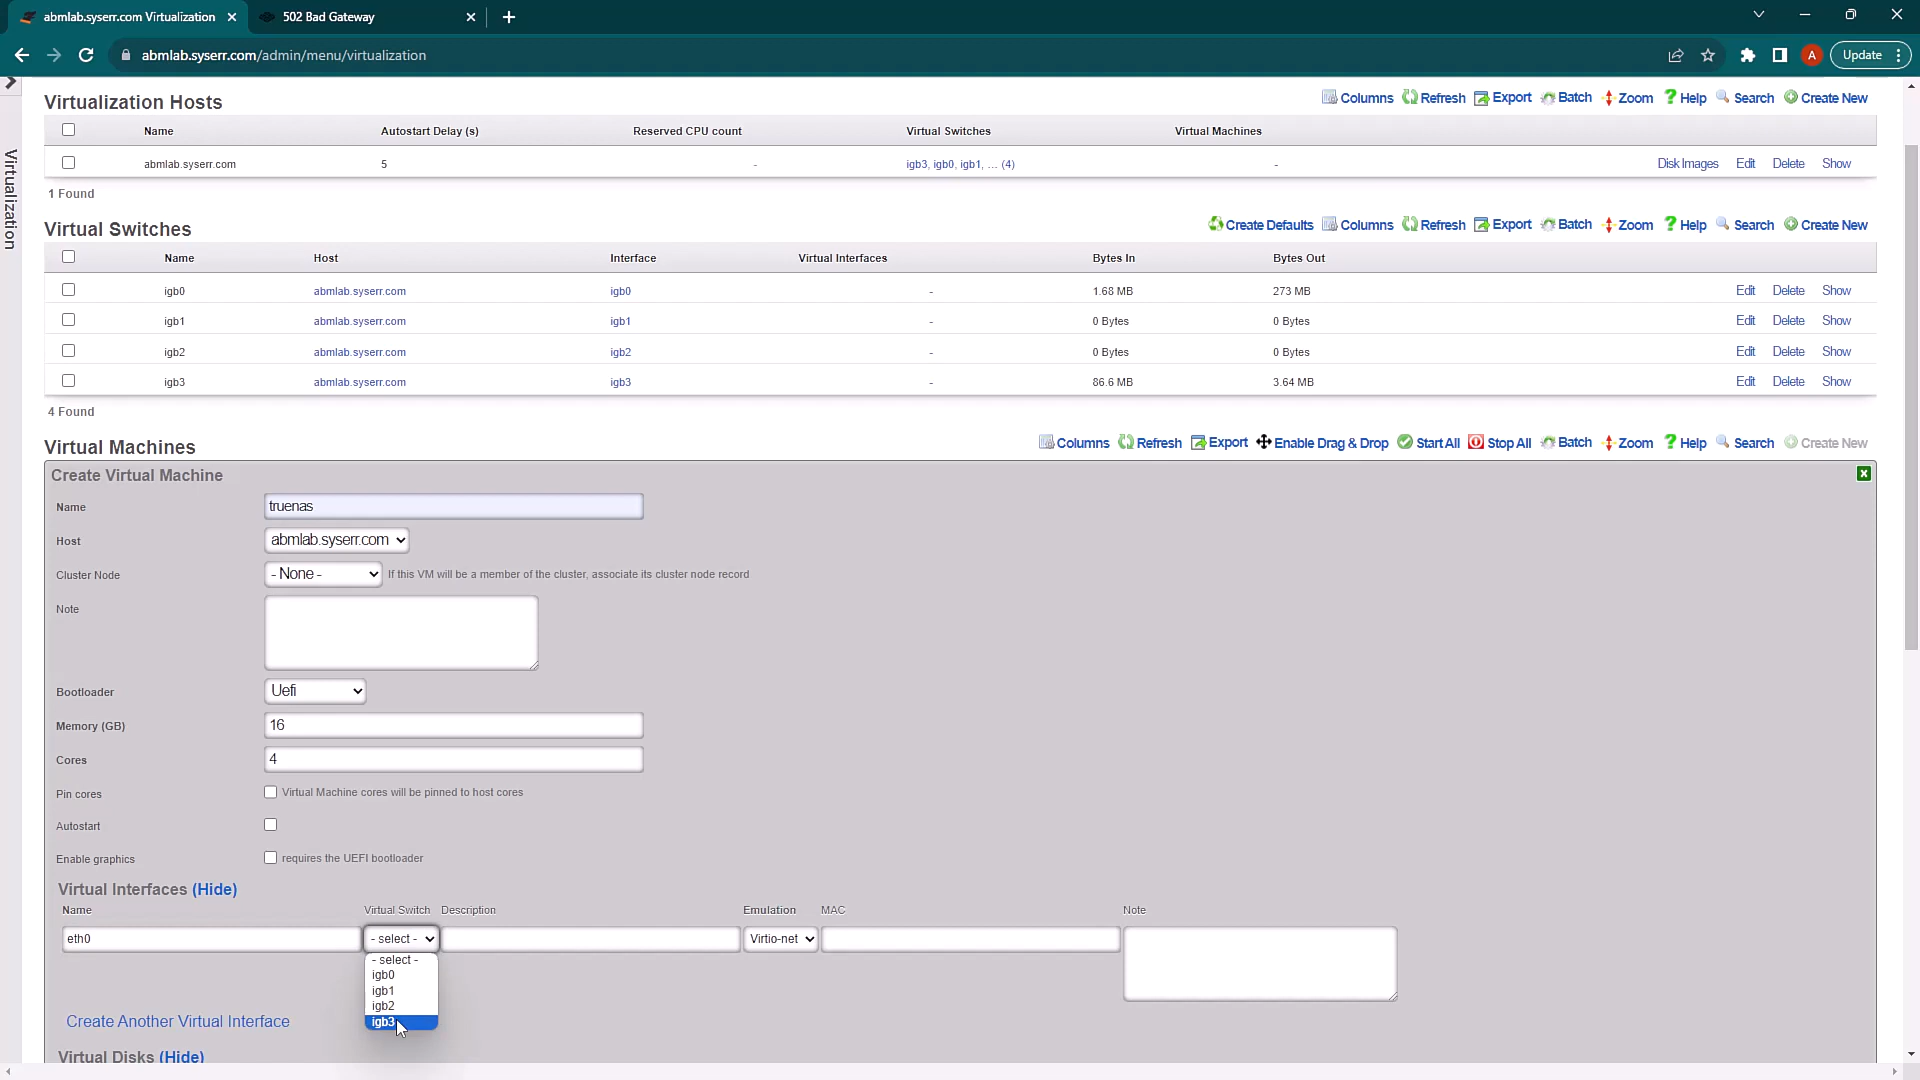 abmlab.syserr.com Virtualization
502 Bad Gateway
abmlab.syserr.com/admin/menu/virtualization
A
Update
Virtualization
Virtualization Hosts
Columns Refresh Export Batch Zoom ? Help Search Create New
Name Autostart Delay (s) Reserved CPU count Virtual Switches Virtual Machines
abmlab.syserr.com 5 - igb3, igb0, igb1, ... (4) - Disk Images Edit Delete Show
1 Found
Virtual Switches
Create Defaults Columns Refresh Export Batch Zoom ? Help Search Create New
Name Host Interface Virtual Interfaces Bytes In Bytes Out
igb0 abmlab.syserr.com igb0 - 1.68 MB 273 MB Edit Delete Show
igb1 abmlab.syserr.com igb1 - 0 Bytes 0 Bytes Edit Delete Show
igb2 abmlab.syserr.com igb2 - 0 Bytes 0 Bytes Edit Delete Show
igb3 abmlab.syserr.com igb3 - 86.6 MB 3.64 MB Edit Delete Show
4 Found
Virtual Machines
Columns Refresh Export Enable Drag & Drop Start All Stop All Batch Zoom ? Help Search Create New
Create Virtual Machine
Name truenas
Host abmlab.syserr.com
Cluster Node - None - If this VM will be a member of the cluster, associate its cluster node record
Note
Bootloader Uefi
Memory (GB) 16
Cores 4
Pin cores Virtual Machine cores will be pinned to host cores
Autostart
Enable graphics requires the UEFI bootloader
Virtual Interfaces (Hide)
Name Virtual Switch Description Emulation MAC Note
eth0 - select - Virtio-net
- select -
igb0
igb1
igb2
igb3
Create Another Virtual Interface
Virtual Disks (Hide)